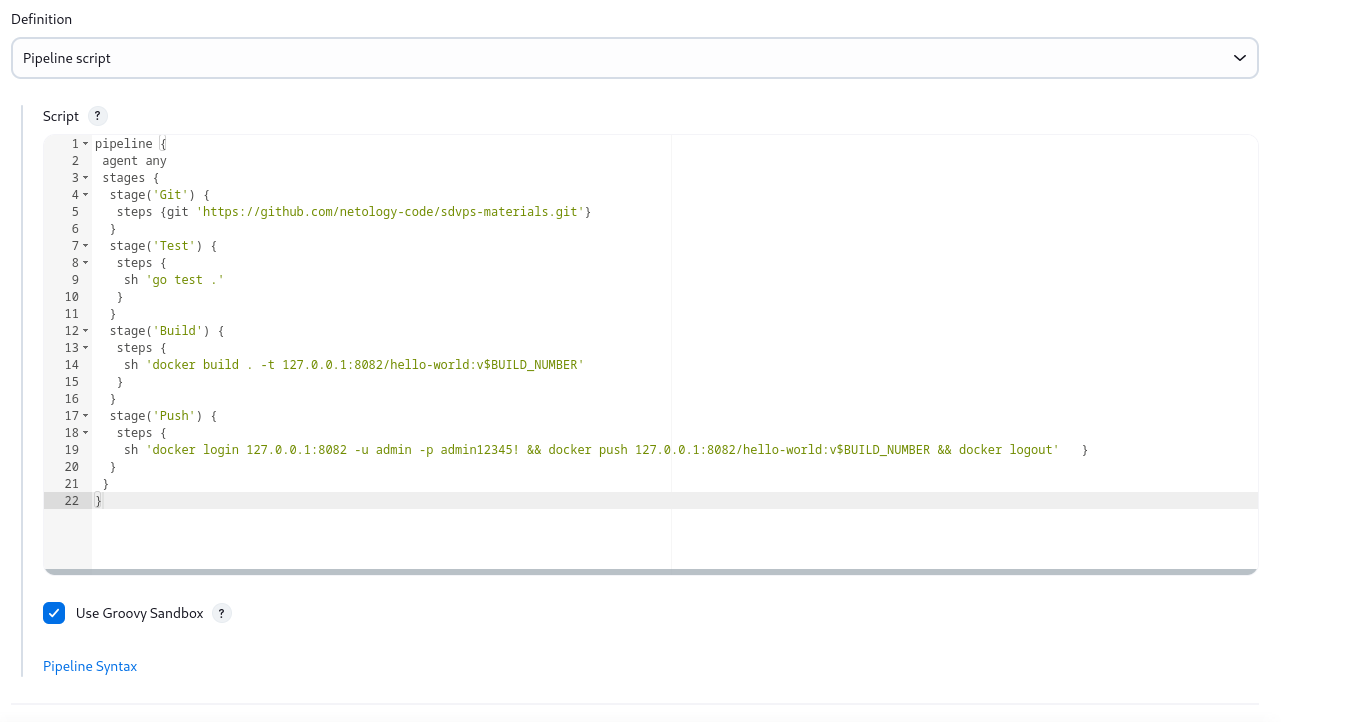 Definition
Pipeline script
Script ?
1 pipeline {
2  agent any
3  stages {
4   stage('Git') {
5    steps {git 'https://github.com/netology-code/sdvps-materials.git'}
6   }
7   stage('Test') {
8    steps {
9     sh 'go test .'
10    }
11   }
12   stage('Build') {
13    steps {
14     sh 'docker build . -t 127.0.0.1:8082/hello-world:v$BUILD_NUMBER'
15    }
16   }
17   stage('Push') {
18    steps {
19     sh 'docker login 127.0.0.1:8082 -u admin -p admin12345! && docker push 127.0.0.1:8082/hello-world:v$BUILD_NUMBER && docker logout'   }
20   }
21  }
22 }
Use Groovy Sandbox ?
Pipeline Syntax